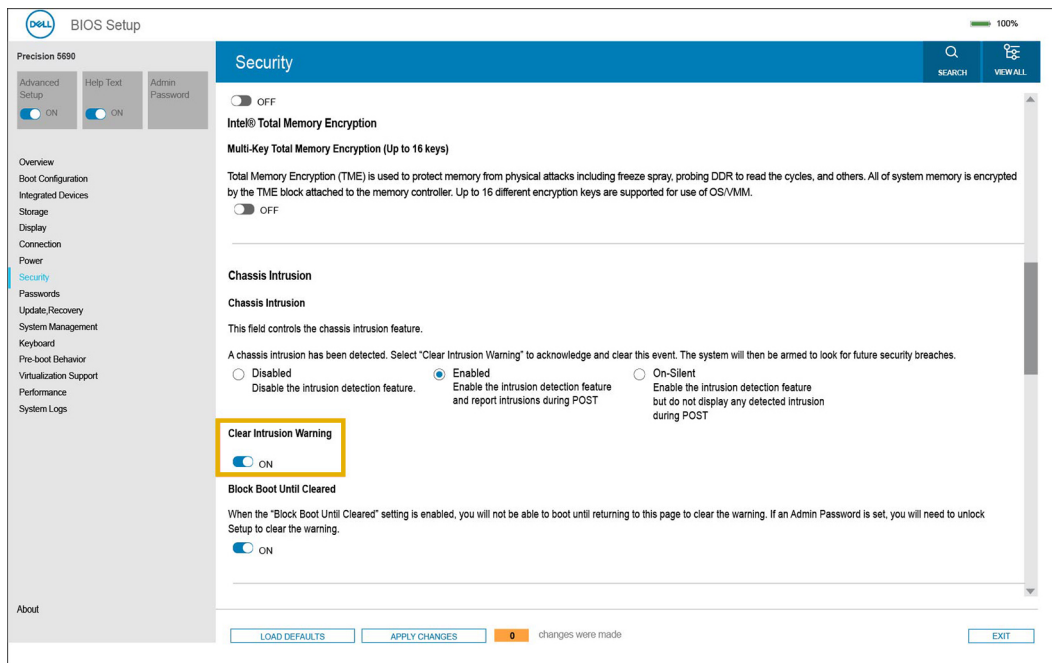 DELL
BIOS Setup
100%
Precision 5690
Advanced Setup
ON
Help Text
ON
Admin Password
Overview
Boot Configuration
Integrated Devices
Storage
Display
Connection
Power
Security
Passwords
Update,Recovery
System Management
Keyboard
Pre-boot Behavior
Virtualization Support
Performance
System Logs
About
Security
SEARCH
VIEW ALL
OFF
Intel® Total Memory Encryption
Multi-Key Total Memory Encryption (Up to 16 keys)
Total Memory Encryption (TME) is used to protect memory from physical attacks including freeze spray, probing DDR to read the cycles, and others. All of system memory is encrypted
by the TME block attached to the memory controller. Up to 16 different encryption keys are supported for use of OS/VMM.
OFF
Chassis Intrusion
Chassis Intrusion
This field controls the chassis intrusion feature.
A chassis intrusion has been detected. Select "Clear Intrusion Warning" to acknowledge and clear this event. The system will then be armed to look for future security breaches.
Disabled
Disable the intrusion detection feature.
Enabled
Enable the intrusion detection feature
and report intrusions during POST
On-Silent
Enable the intrusion detection feature
but do not display any detected intrusion
during POST
Clear Intrusion Warning
ON
Block Boot Until Cleared
When the "Block Boot Until Cleared" setting is enabled, you will not be able to boot until returning to this page to clear the warning. If an Admin Password is set, you will need to unlock
Setup to clear the warning.
ON
LOAD DEFAULTS
APPLY CHANGES
0
changes were made
EXIT